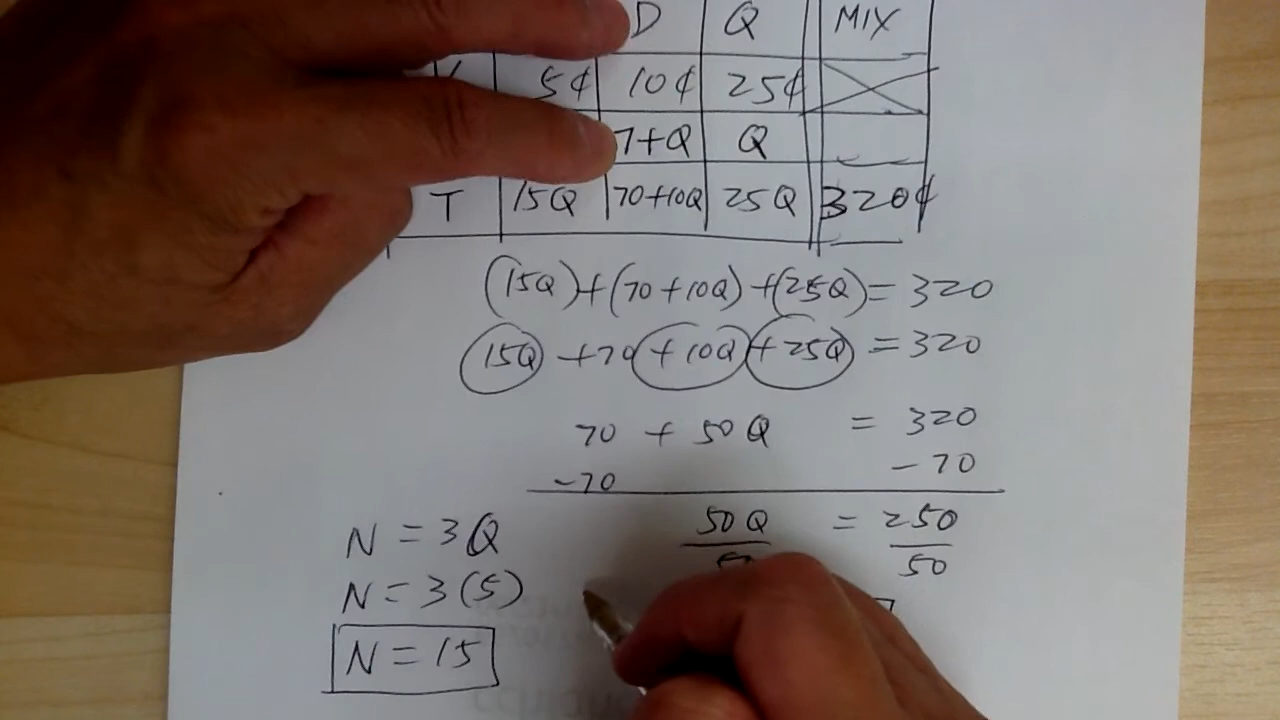 D Q MIX
5¢ 10¢ 25¢
7+Q Q
T 15Q 70+10Q 25Q 320¢
(15Q)+(70+10Q)+(25Q)=320
15Q +70 +10Q +25Q =320
70 + 50Q = 320
-70 -70
50Q = 250
50 50
N = 3Q
N = 3(5)
N = 15